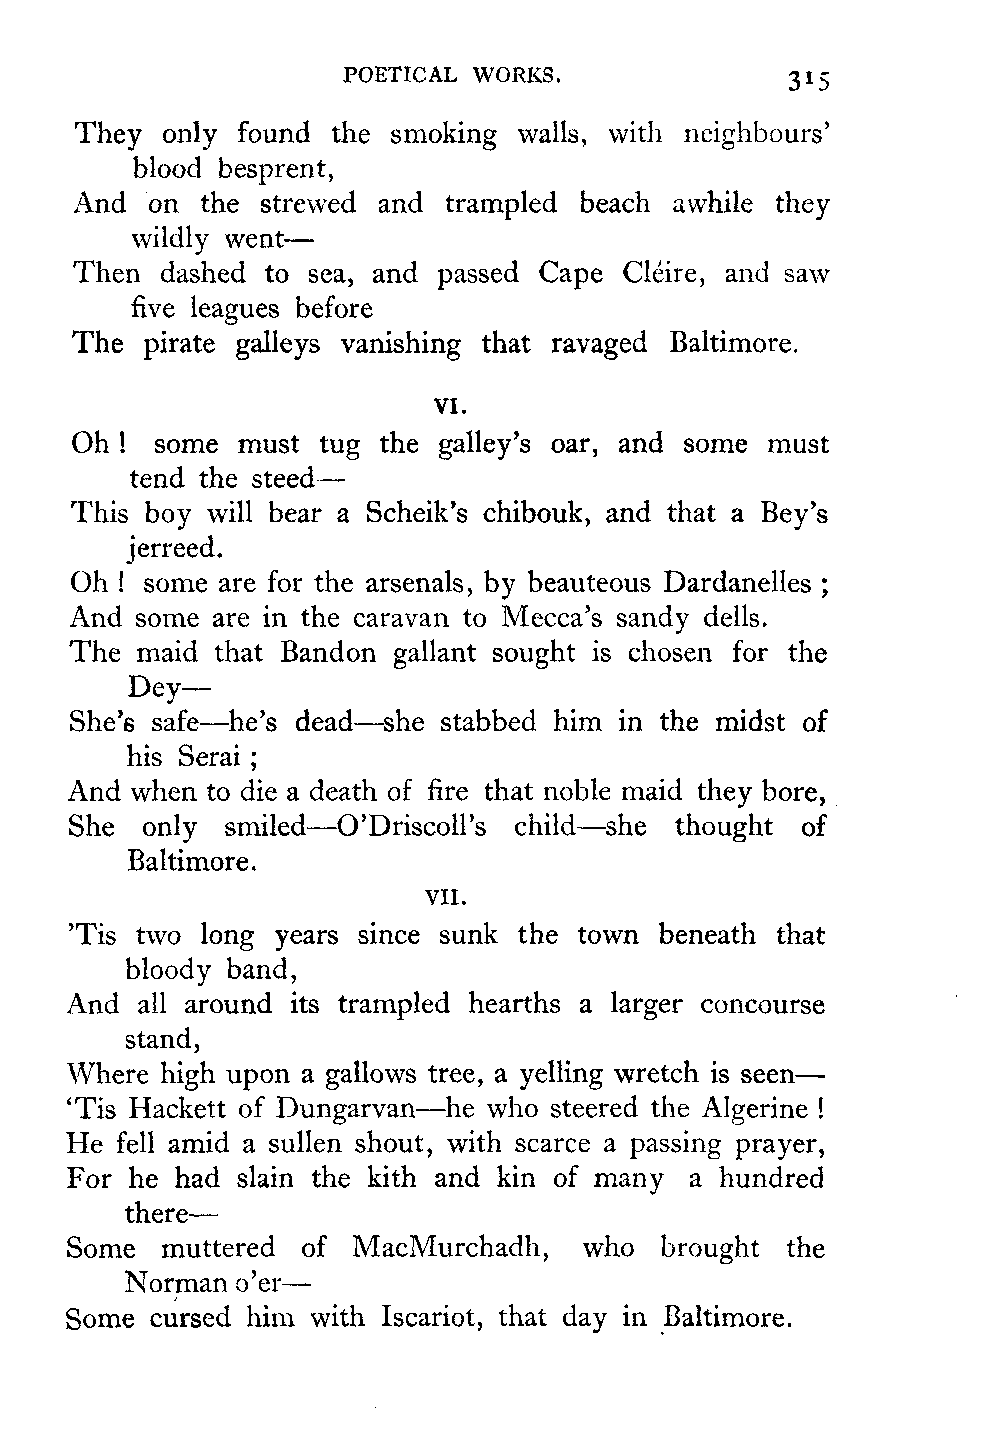 POETICAL WORKS. 315
They only found the smoking walls, with neighbours'
blood besprent,
And on the strewed and trampled beach awhile they
wildly went—
Then dashed to sea, and passed Cape Cléire, and saw
five leagues before
The pirate galleys vanishing that ravaged Baltimore.
VI.
Oh ! some must tug the galley's oar, and some must
tend the steed—
This boy will bear a Scheik's chibouk, and that a Bey's
jerreed.
Oh ! some are for the arsenals, by beauteous Dardanelles ;
And some are in the caravan to Mecca's sandy dells.
The maid that Bandon gallant sought is chosen for the
Dey—
She's safe—he's dead—she stabbed him in the midst of
his Serai ;
And when to die a death of fire that noble maid they bore,
She only smiled—O'Driscoll's child—she thought of
Baltimore.
VII.
'Tis two long years since sunk the town beneath that
bloody band,
And all around its trampled hearths a larger concourse
stand,
Where high upon a gallows tree, a yelling wretch is seen—
‘Tis Hackett of Dungarvan—he who steered the Algerine !
He fell amid a sullen shout, with scarce a passing prayer,
For he had slain the kith and kin of many a hundred
there—
Some muttered of MacMurchadh, who brought the
Norman o'er—
Some cursed him with Iscariot, that day in Baltimore.